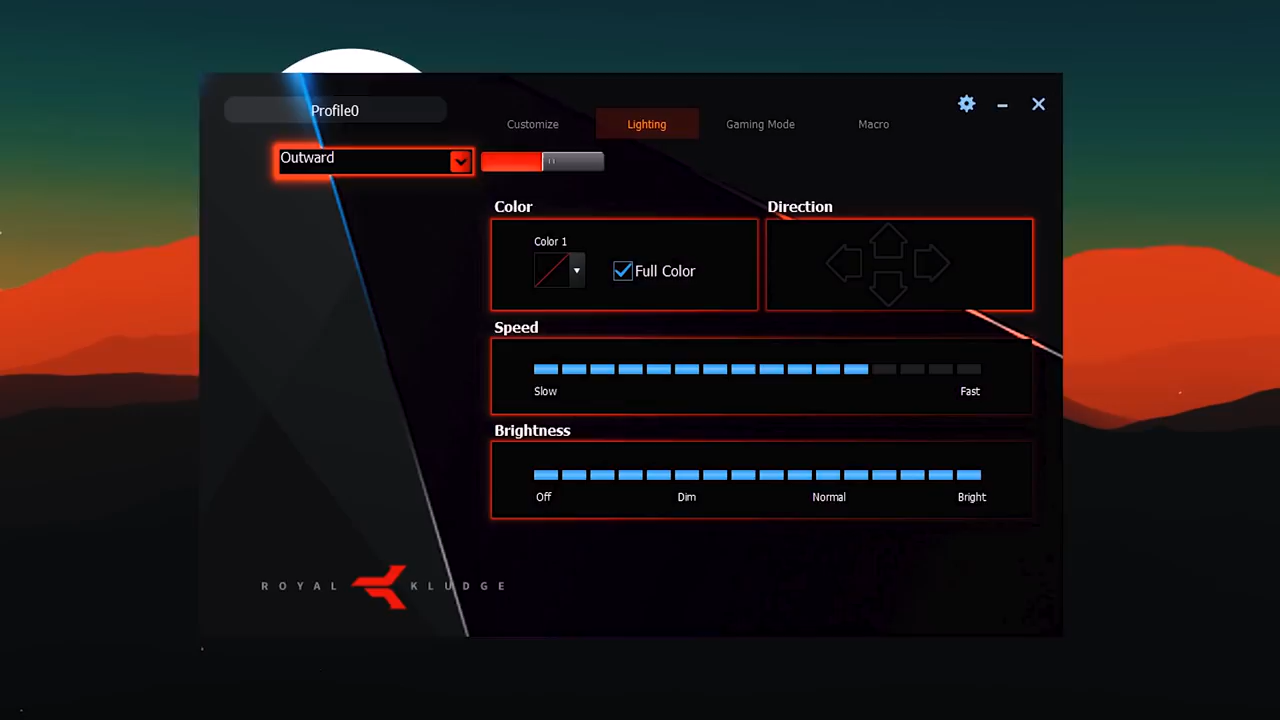 Profile0
Customize
Lighting
Gaming Mode
Macro
Outward
Color
Direction
Color 1
Full Color
Speed
Slow
Fast
Brightness
Off
Dim
Normal
Bright
ROYAL KLUDGE